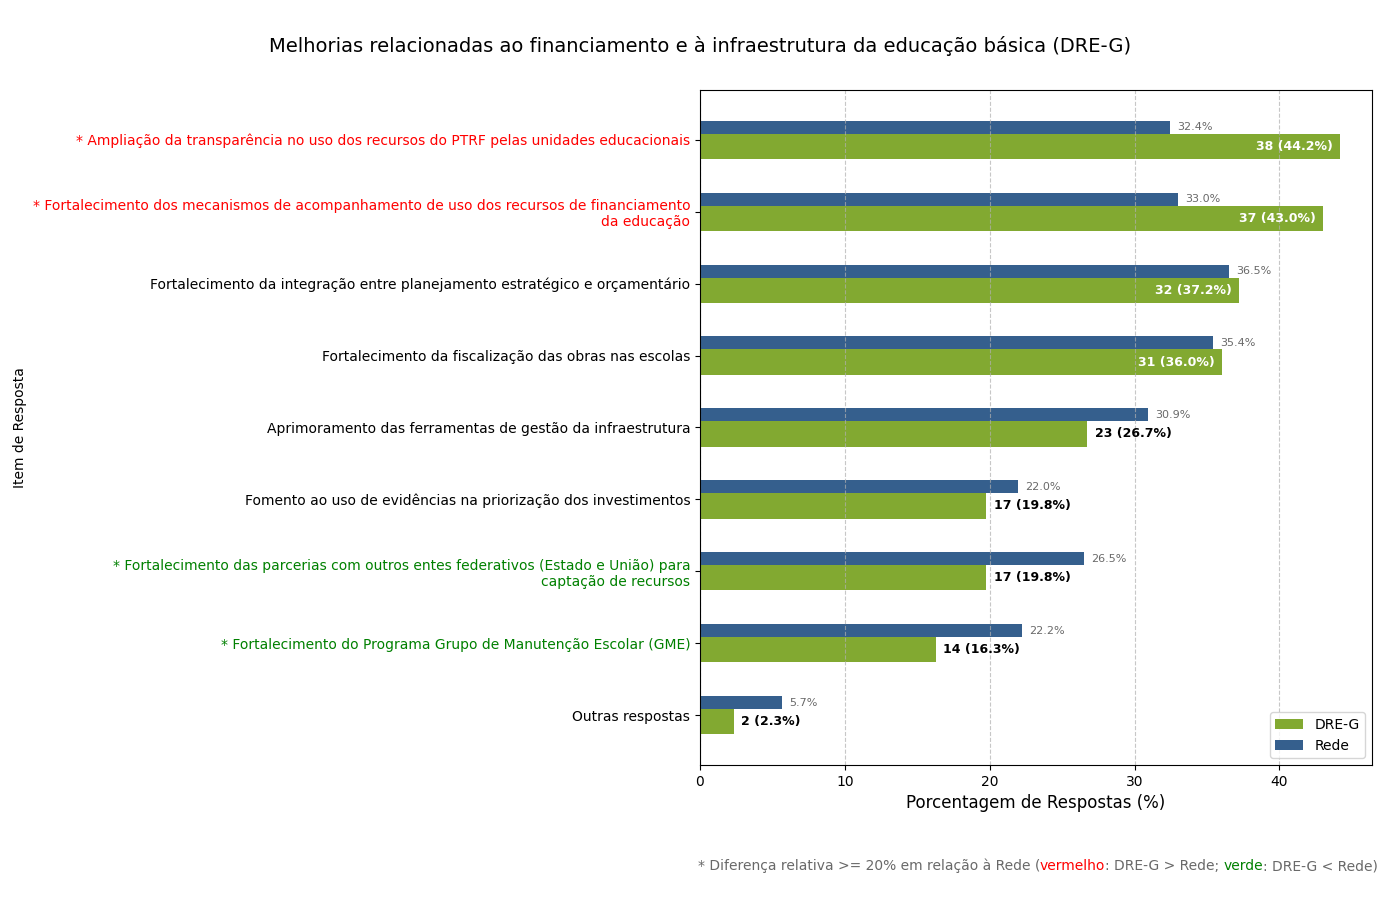 Melhorias relacionadas ao financiamento e à infraestrutura da educação básica (DRE-G)
* Ampliação da transparência no uso dos recursos do PTRF pelas unidades educacionais
32.4%
38 (44.2%)
* Fortalecimento dos mecanismos de acompanhamento de uso dos recursos de financiamento
da educação
33.0%
37 (43.0%)
Fortalecimento da integração entre planejamento estratégico e orçamentário
36.5%
32 (37.2%)
Fortalecimento da fiscalização das obras nas escolas
35.4%
31 (36.0%)
Aprimoramento das ferramentas de gestão da infraestrutura
30.9%
23 (26.7%)
Fomento ao uso de evidências na priorização dos investimentos
22.0%
17 (19.8%)
* Fortalecimento das parcerias com outros entes federativos (Estado e União) para
captação de recursos
26.5%
17 (19.8%)
* Fortalecimento do Programa Grupo de Manutenção Escolar (GME)
22.2%
14 (16.3%)
Outras respostas
5.7%
2 (2.3%)
Item de Resposta
DRE-G
Rede
0 10 20 30 40
Porcentagem de Respostas (%)
* Diferença relativa >= 20% em relação à Rede (vermelho: DRE-G > Rede; verde: DRE-G < Rede)